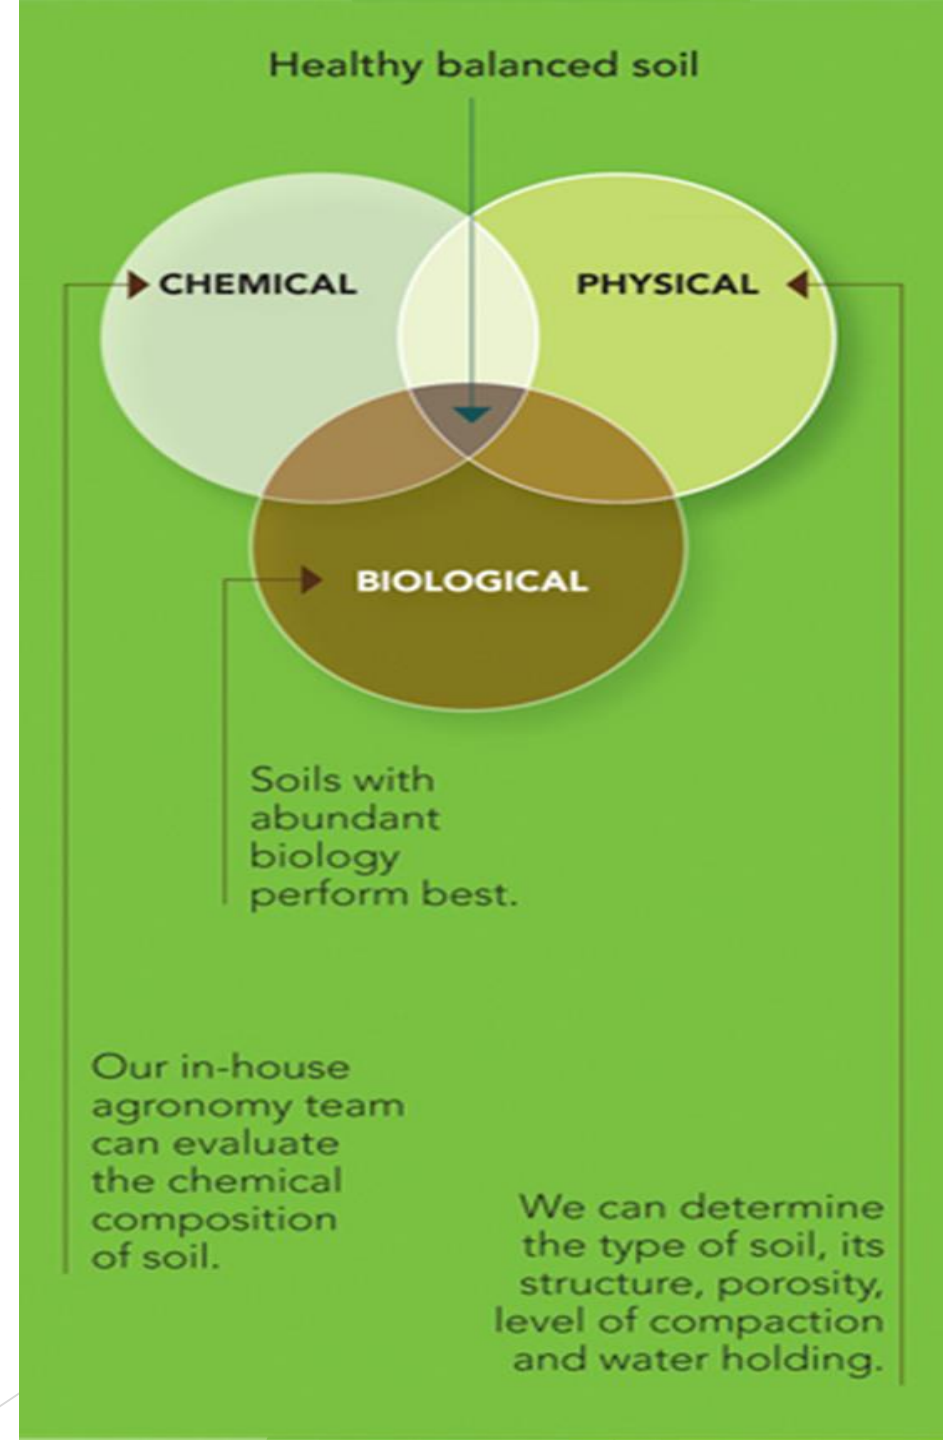 Healthy balanced soil
CHEMICAL
PHYSICAL
BIOLOGICAL
Soils with
abundant
biology
perform best.
Our in-house
agronomy team
can evaluate
the chemical
composition
of soil.
We can determine
the type of soil, its
structure, porosity,
level of compaction
and water holding.